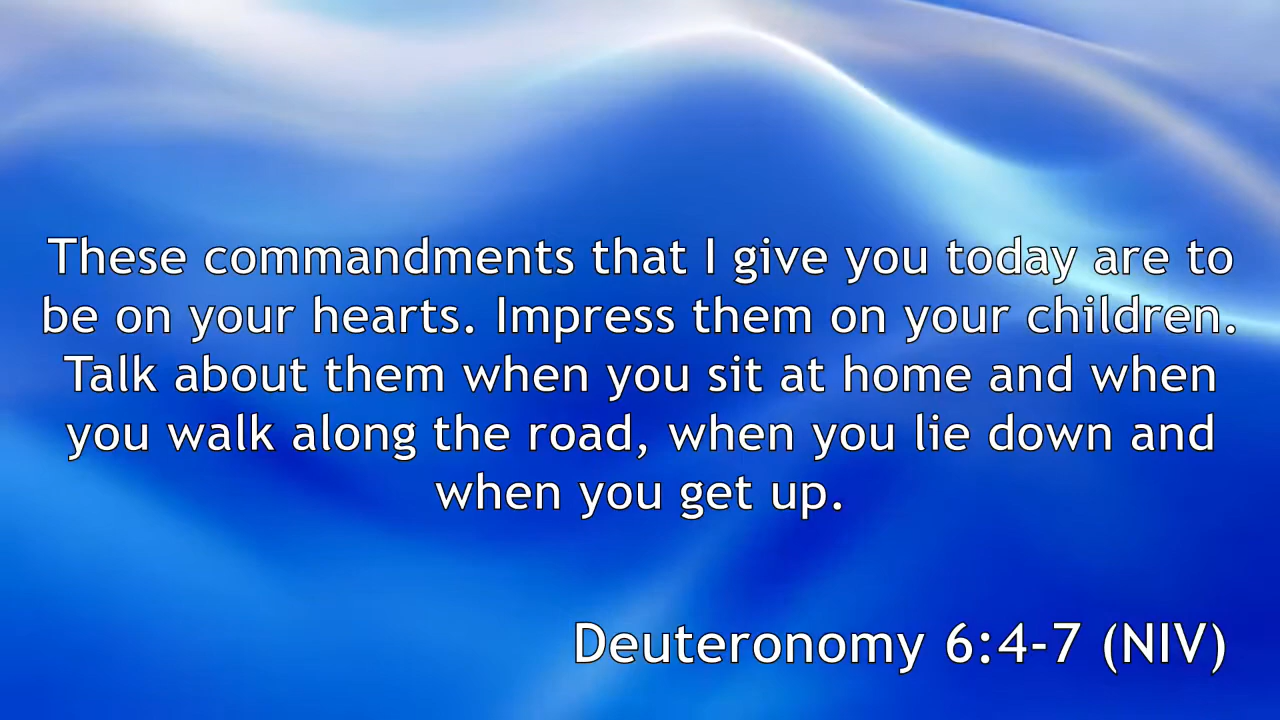 These commandments that I give you today are to
be on your hearts. Impress them on your children.
Talk about them when you sit at home and when
you walk along the road, when you lie down and
when you get up.
Deuteronomy 6:4-7 (NIV)